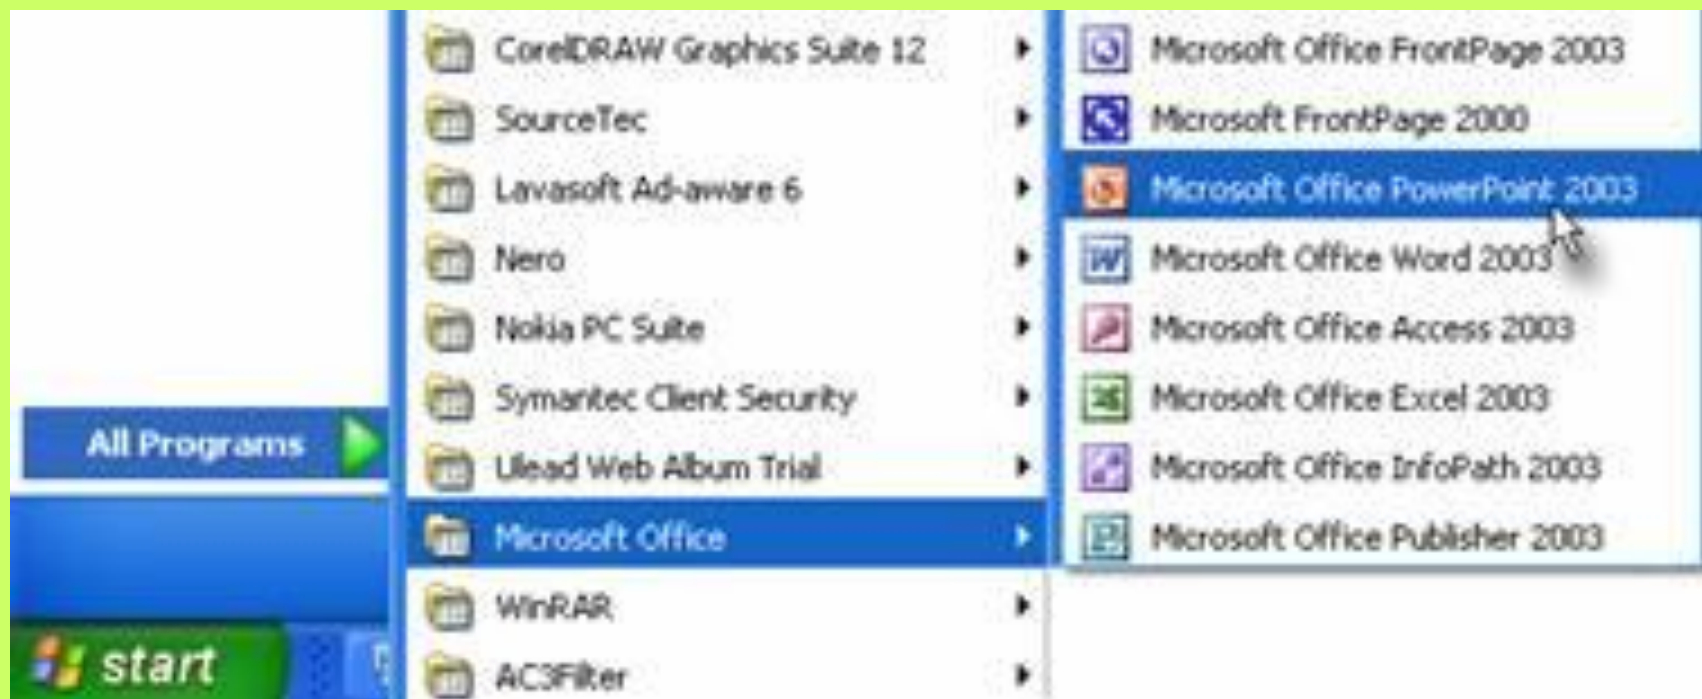 All Programs
start
CorelDRAW Graphics Suite 12
SourceTec
Lavasoft Ad-aware 6
Nero
Nokia PC Suite
Symantec Client Security
Ulead Web Album Trial
Microsoft Office
WinRAR
AC3Filter
Microsoft Office FrontPage 2003
Microsoft FrontPage 2000
Microsoft Office PowerPoint 2003
Microsoft Office Word 2003
Microsoft Office Access 2003
Microsoft Office Excel 2003
Microsoft Office InfoPath 2003
Microsoft Office Publisher 2003